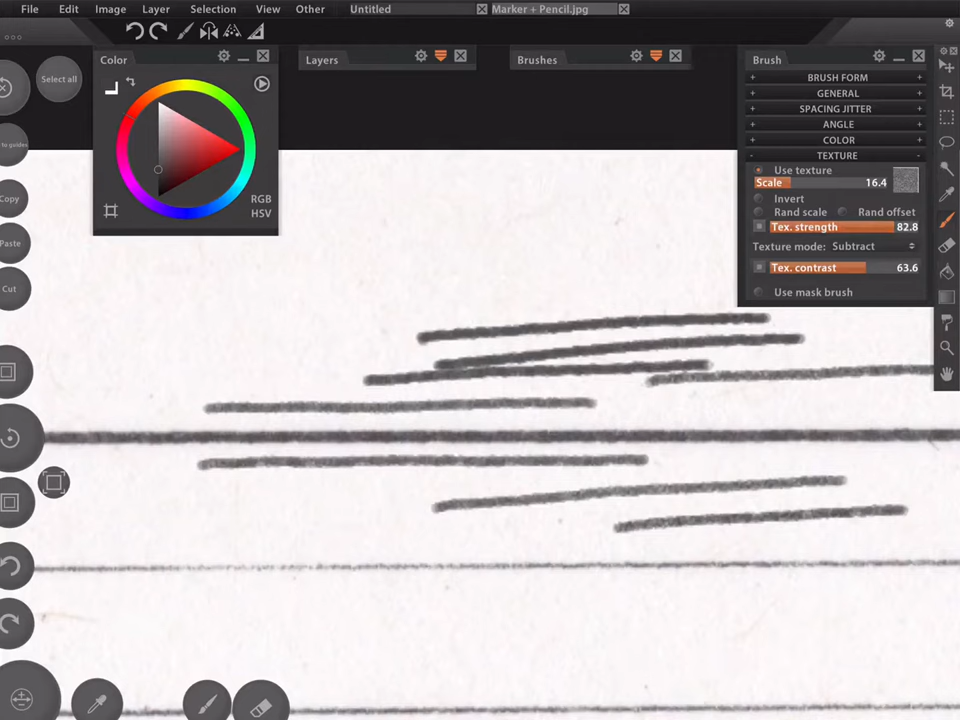 File Edit Image Layer Selection View Other Untitled Marker + Pencil.jpg
Select all
to guides
Copy
Paste
Cut
Color
RGB
HSV
Layers
Brushes
Brush
+ BRUSH FORM +
+ GENERAL +
+ SPACING JITTER +
+ ANGLE +
+ COLOR +
- TEXTURE -
Use texture
Scale 16.4
Invert
Rand scale Rand offset
Tex. strength 82.8
Texture mode: Subtract
Tex. contrast 63.6
Use mask brush